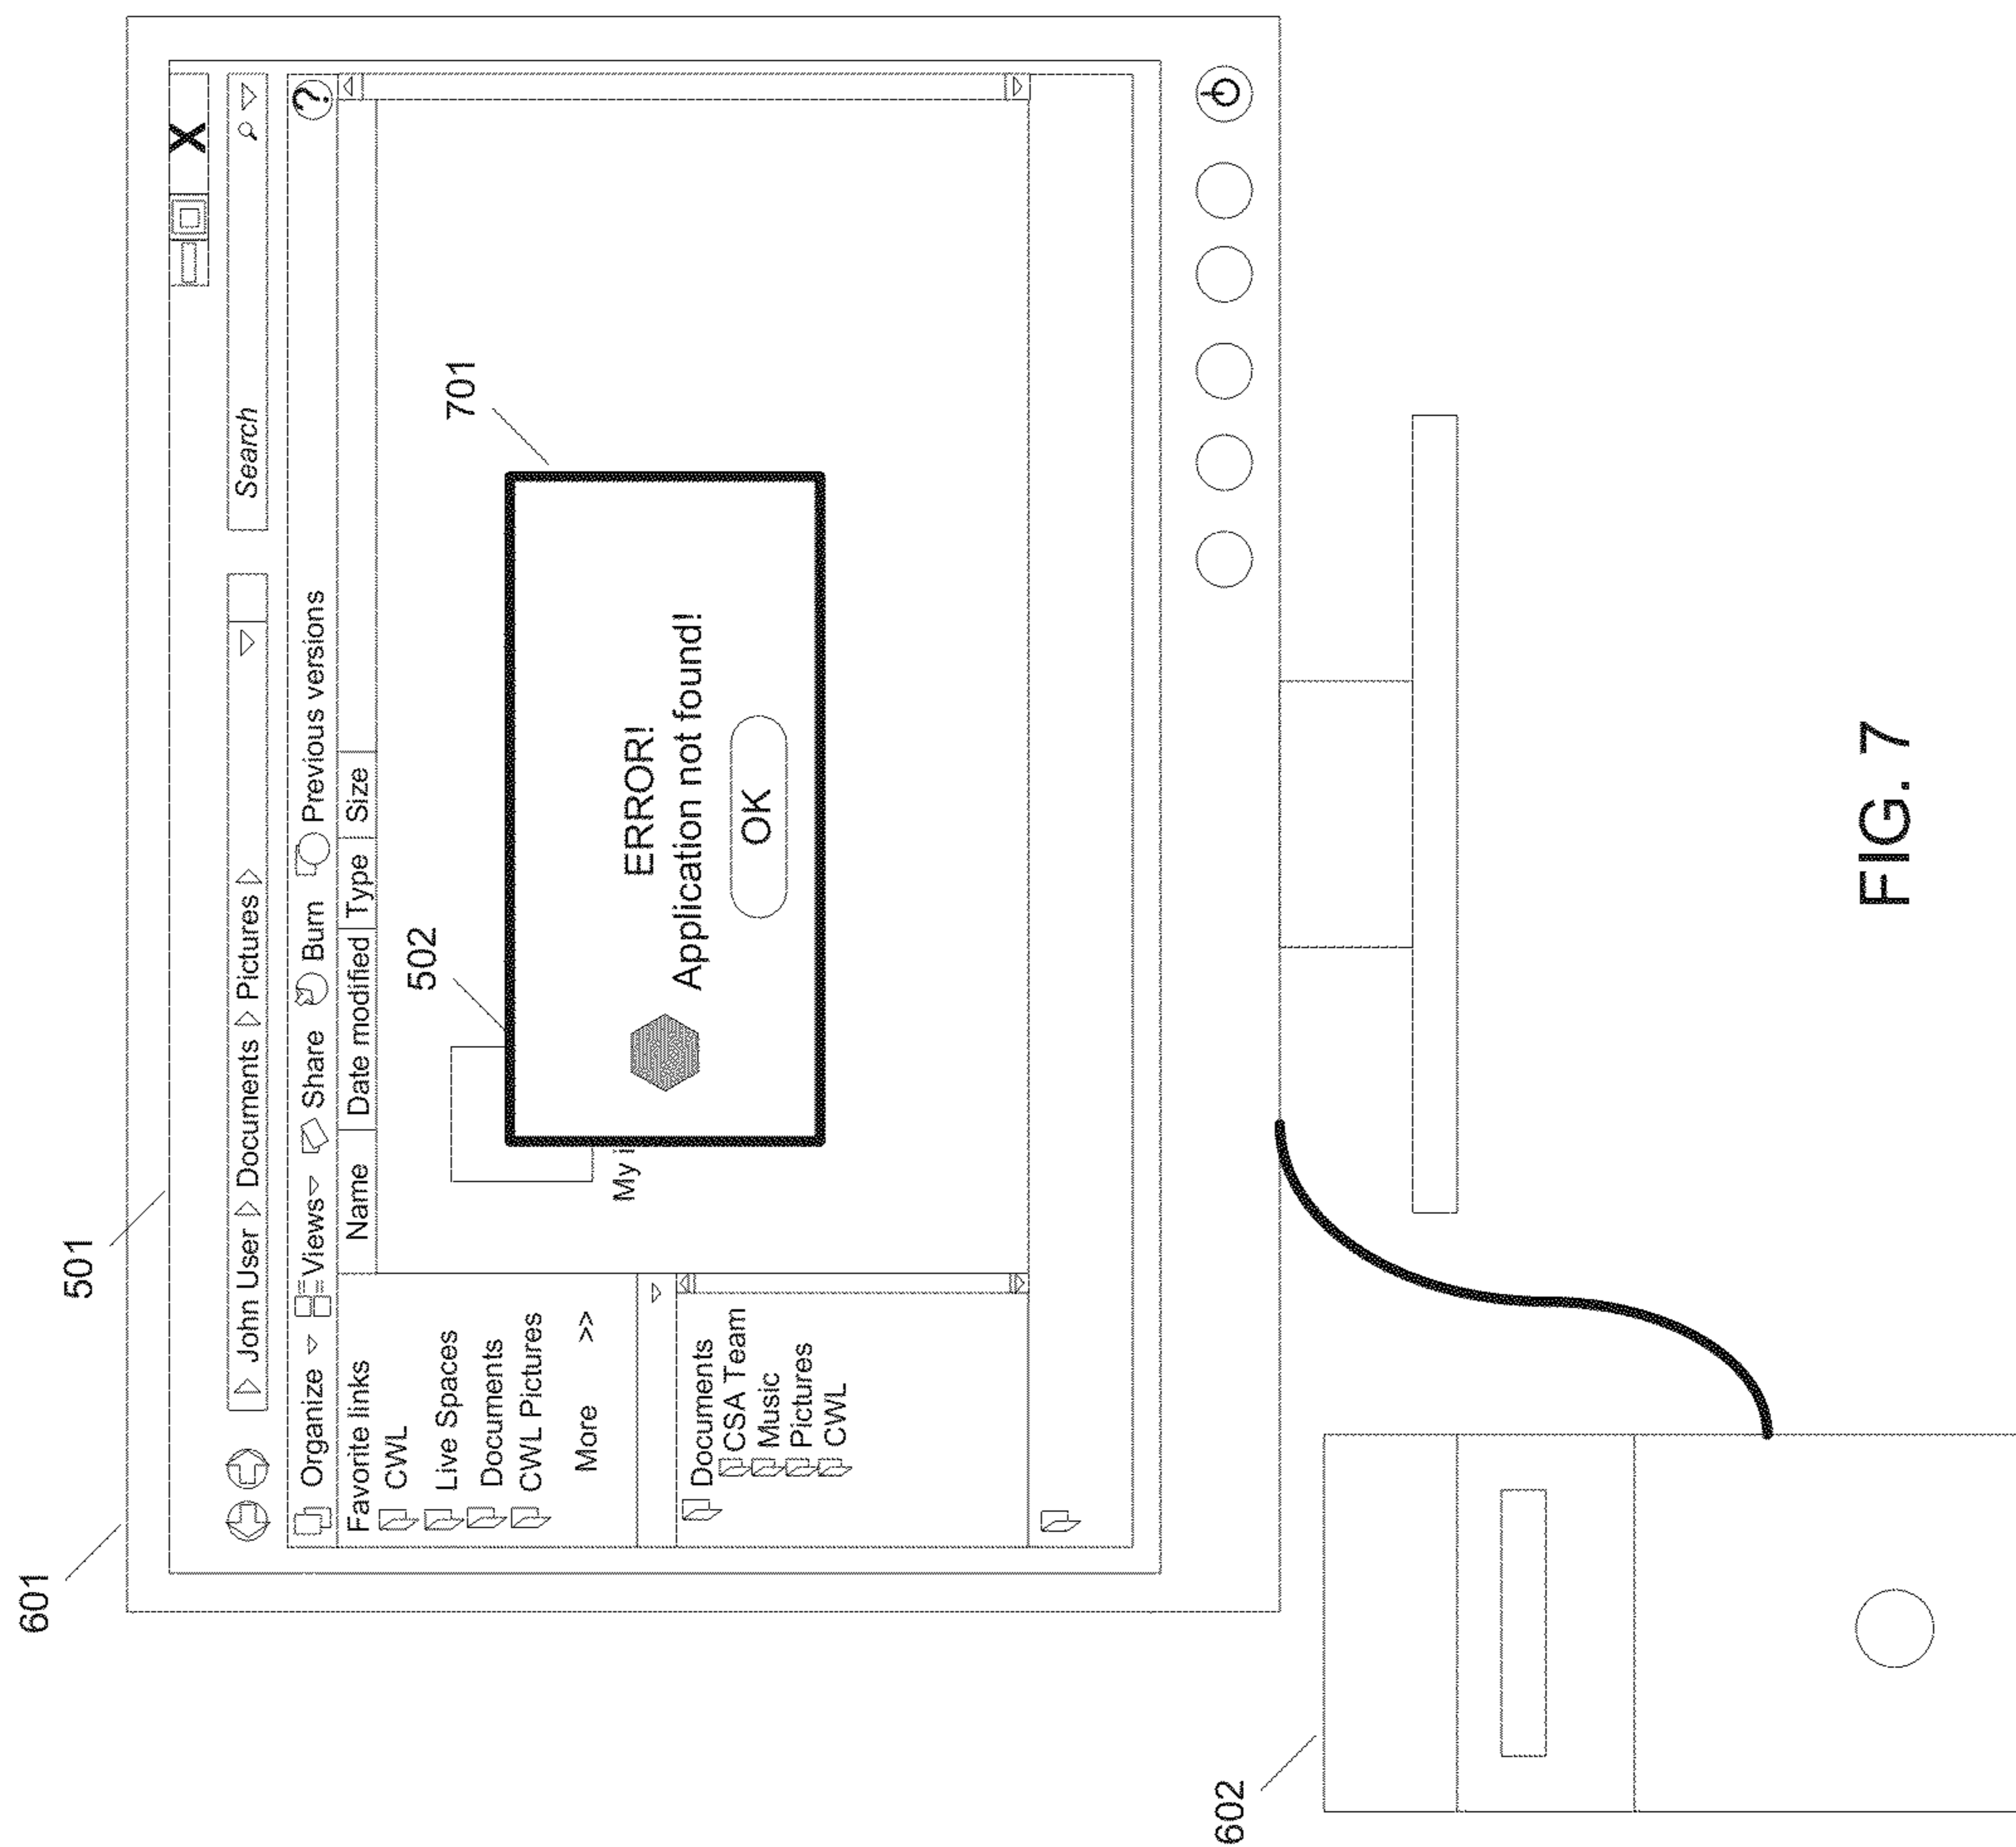 601
501
X
John User Documents Pictures
Search
Organize Views Share Burn Previous versions ?
Favorite links
Name Date modified Type Size
CWL
Live Spaces
Documents
CWL Pictures
More >>
502
701
My i
ERROR!
Application not found!
OK
Documents
CSA Team
Music
Pictures
CWL
602
FIG. 7